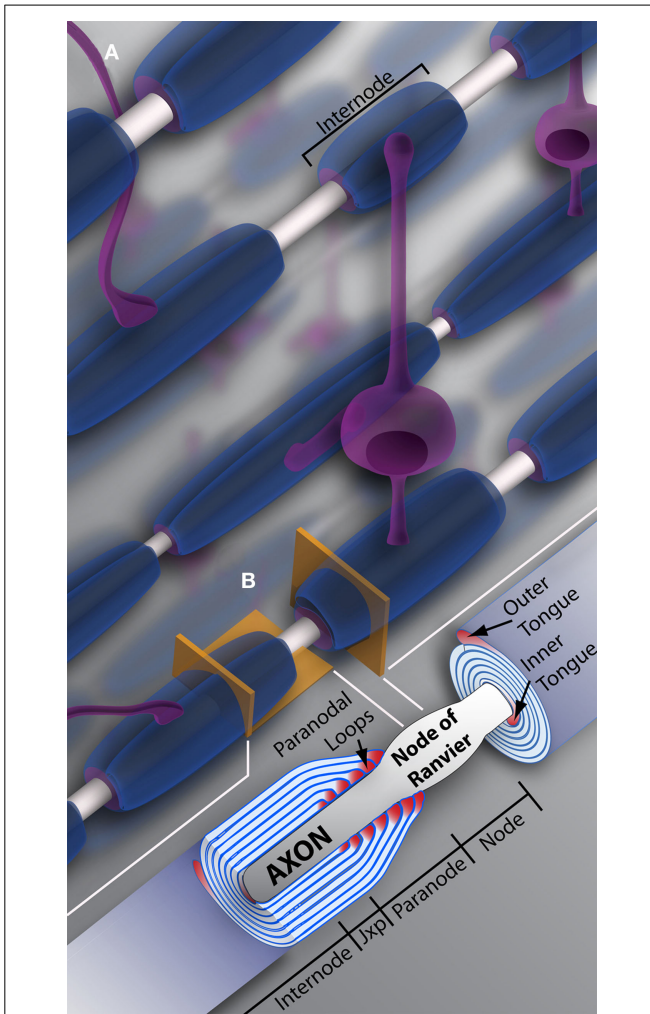 A
Internode
B
Outer
Tongue
Inner
Tongue
Paranodal
Loops
Node of
Ranvier
AXON
Internode
Jxp
Paranode
Node